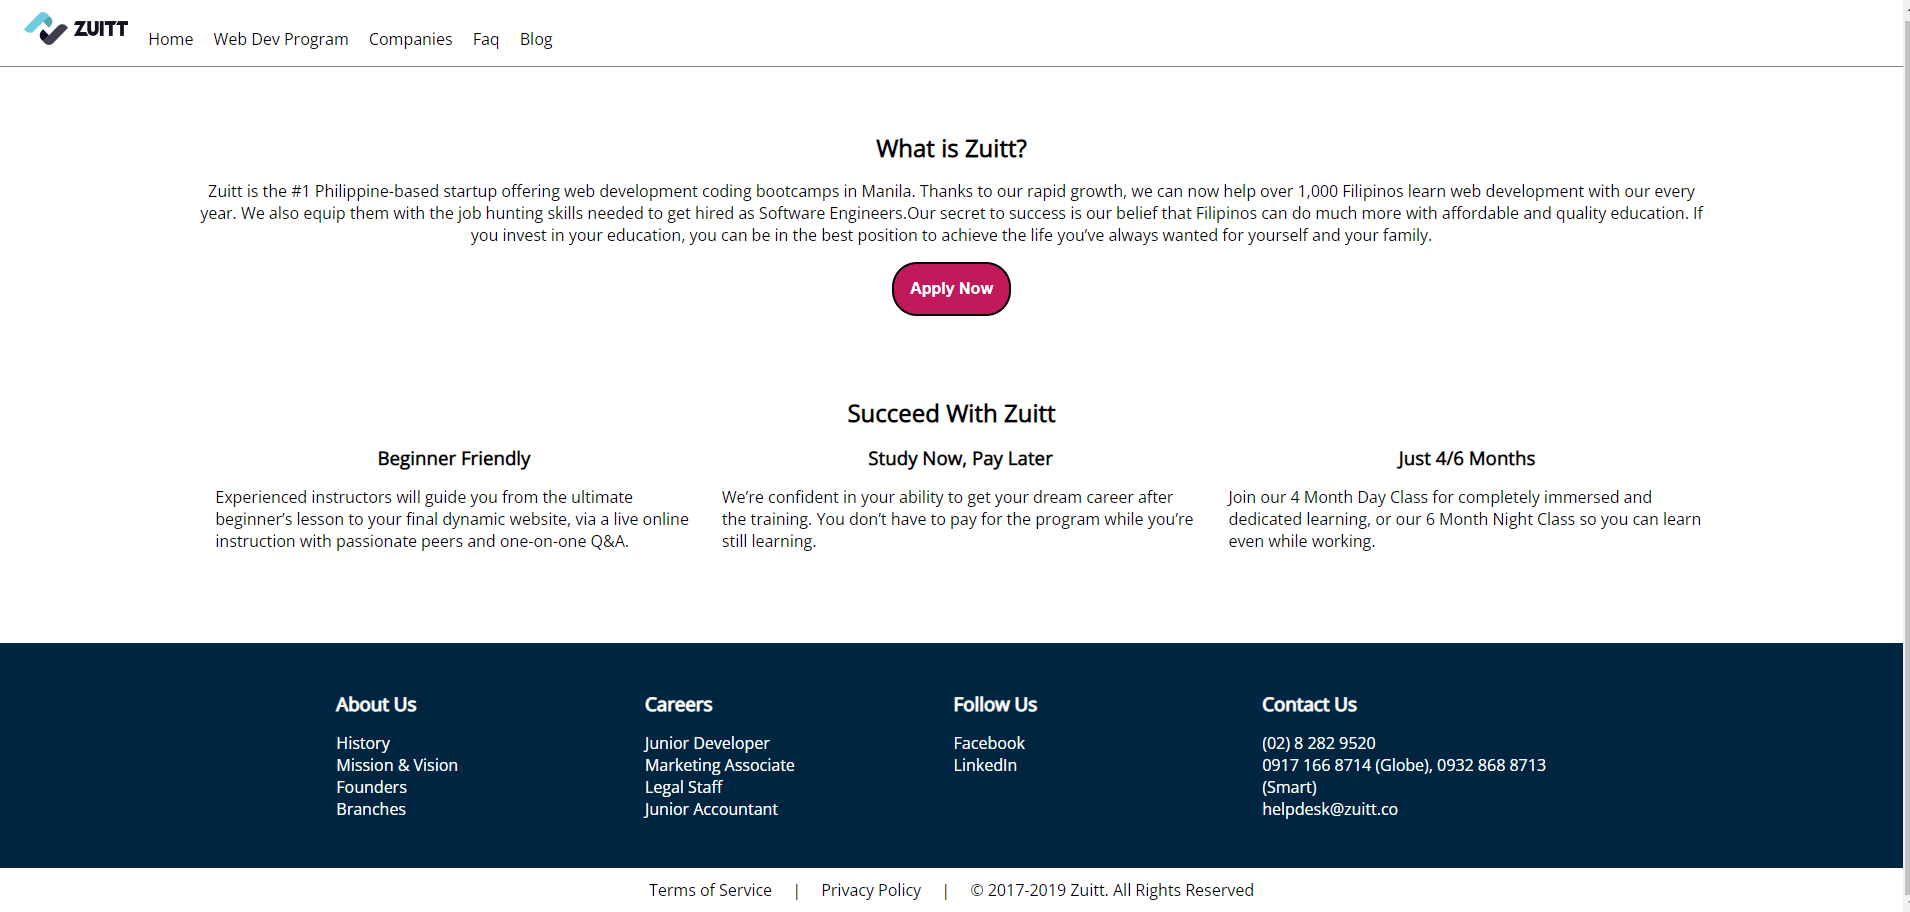 ZUITT
Home Web Dev Program Companies Faq Blog
What is Zuitt?
Zuitt is the #1 Philippine-based startup offering web development coding bootcamps in Manila. Thanks to our rapid growth, we can now help over 1,000 Filipinos learn web development with our every
year. We also equip them with the job hunting skills needed to get hired as Software Engineers.Our secret to success is our belief that Filipinos can do much more with affordable and quality education. If
you invest in your education, you can be in the best position to achieve the life you’ve always wanted for yourself and your family.
Apply Now
Succeed With Zuitt
Beginner Friendly
Experienced instructors will guide you from the ultimate
beginner’s lesson to your final dynamic website, via a live online
instruction with passionate peers and one-on-one Q&A.
Study Now, Pay Later
We’re confident in your ability to get your dream career after
the training. You don’t have to pay for the program while you’re
still learning.
Just 4/6 Months
Join our 4 Month Day Class for completely immersed and
dedicated learning, or our 6 Month Night Class so you can learn
even while working.
About Us
History
Mission & Vision
Founders
Branches
Careers
Junior Developer
Marketing Associate
Legal Staff
Junior Accountant
Follow Us
Facebook
LinkedIn
Contact Us
(02) 8 282 9520
0917 166 8714 (Globe), 0932 868 8713
(Smart)
helpdesk@zuitt.co
Terms of Service | Privacy Policy | © 2017-2019 Zuitt. All Rights Reserved